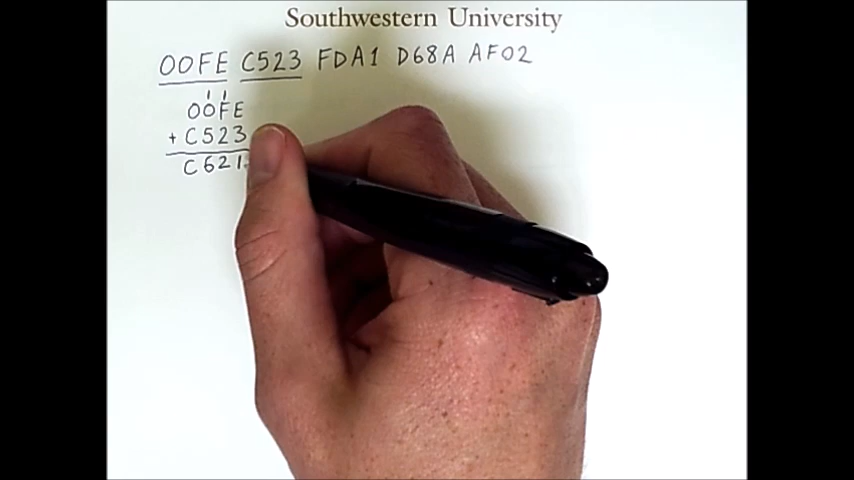 Southwestern University
00FE C523 FDA1 D68A AF02
1 1
00FE
+ C523
C621